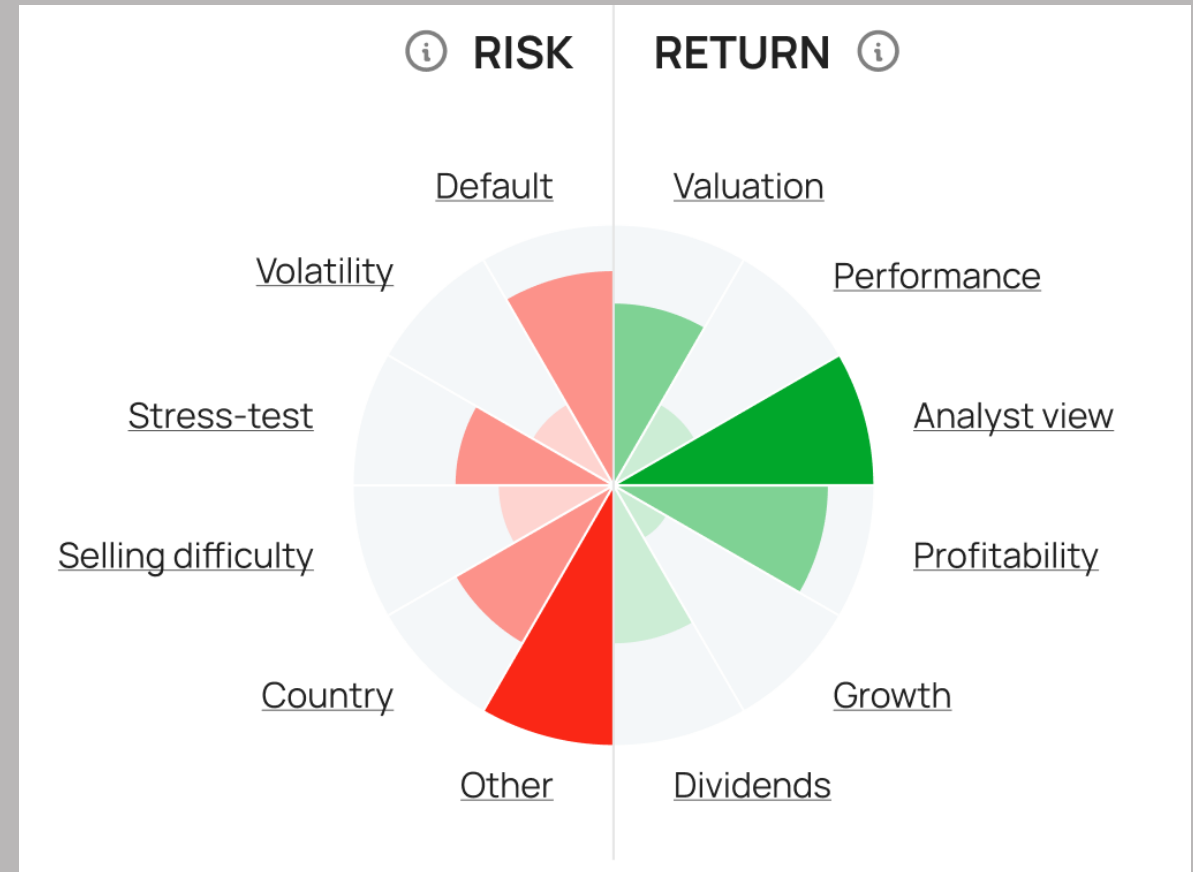 RISK RETURN
Default
Valuation
Volatility
Performance
Stress-test
Analyst view
Selling difficulty
Profitability
Country
Growth
Other
Dividends